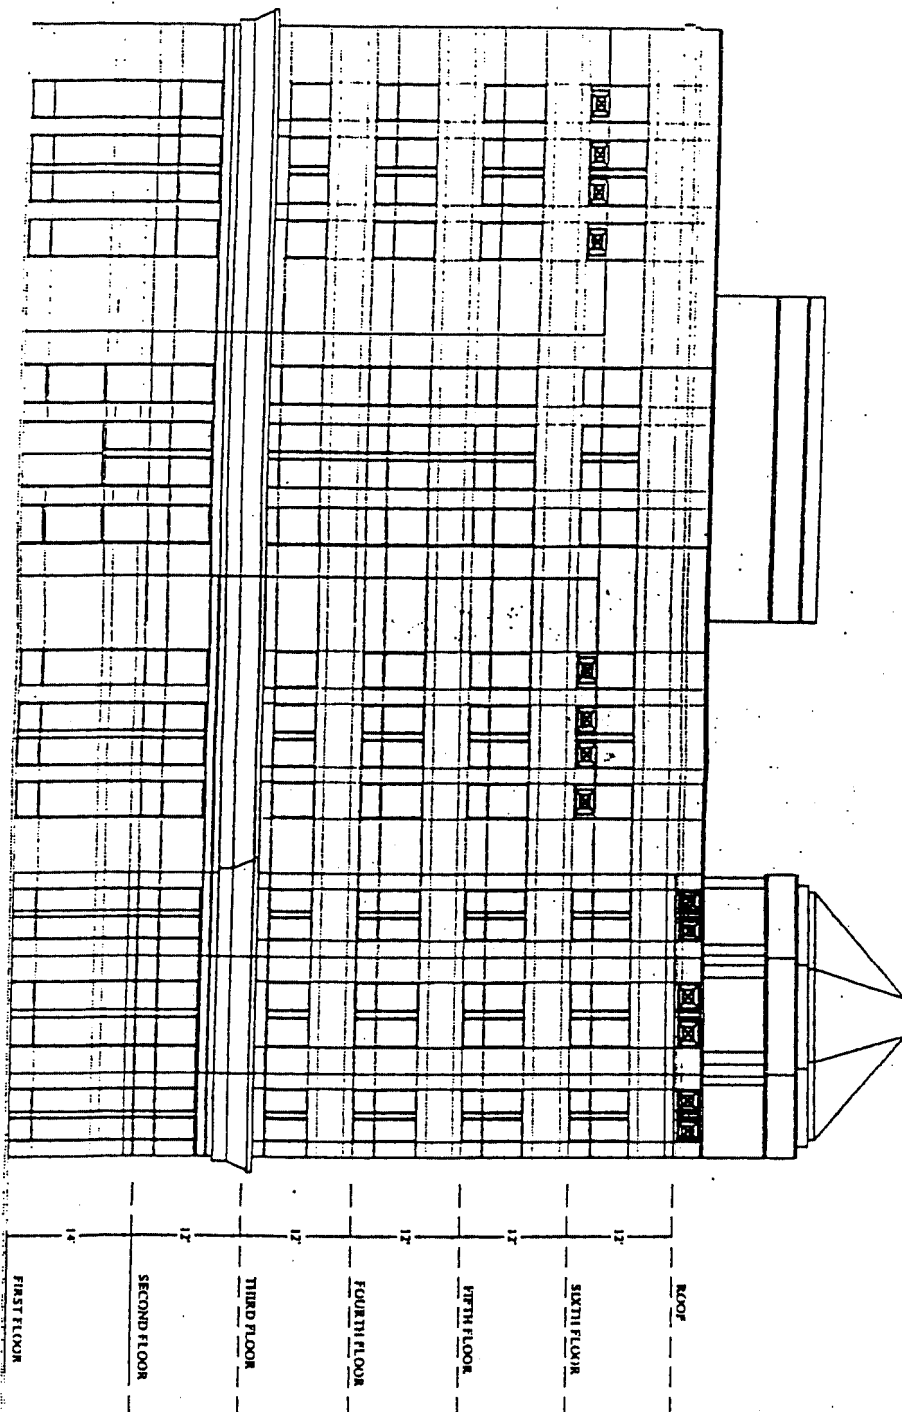 ROOF
SIXTH FLOOR
FIFTH FLOOR
FOURTH FLOOR
THIRD FLOOR
SECOND FLOOR
FIRST FLOOR
12'
12'
12'
12'
12'
14'